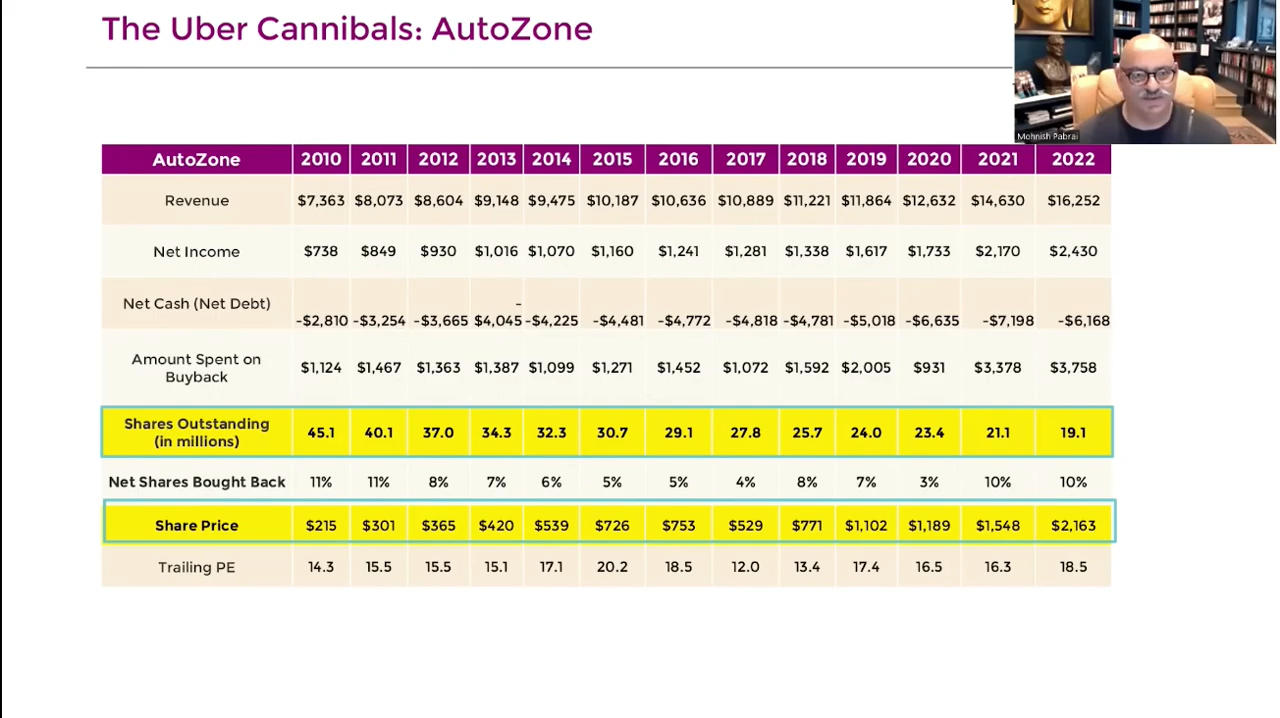 The Uber Cannibals: AutoZone
Mohnish Pabrai
AutoZone 2010 2011 2012 2013 2014 2015 2016 2017 2018 2019 2020 2021 2022
Revenue $7,363 $8,073 $8,604 $9,148 $9,475 $10,187 $10,636 $10,889 $11,221 $11,864 $12,632 $14,630 $16,252
Net Income $738 $849 $930 $1,016 $1,070 $1,160 $1,241 $1,281 $1,338 $1,617 $1,733 $2,170 $2,430
Net Cash (Net Debt) -
-$2,810 -$3,254 -$3,665 $4,045 -$4,225 -$4,481 -$4,772 -$4,818 -$4,781 -$5,018 -$6,635 -$7,198 -$6,168
Amount Spent on
Buyback $1,124 $1,467 $1,363 $1,387 $1,099 $1,271 $1,452 $1,072 $1,592 $2,005 $931 $3,378 $3,758
Shares Outstanding
(in millions) 45.1 40.1 37.0 34.3 32.3 30.7 29.1 27.8 25.7 24.0 23.4 21.1 19.1
Net Shares Bought Back 11% 11% 8% 7% 6% 5% 5% 4% 8% 7% 3% 10% 10%
Share Price $215 $301 $365 $420 $539 $726 $753 $529 $771 $1,102 $1,189 $1,548 $2,163
Trailing PE 14.3 15.5 15.5 15.1 17.1 20.2 18.5 12.0 13.4 17.4 16.5 16.3 18.5